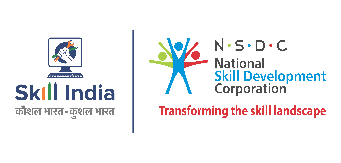 Skill India
कौशल भारत-कुशल भारत
N·S·D·C
National
Skill Development
Corporation
Transforming the skill landscape